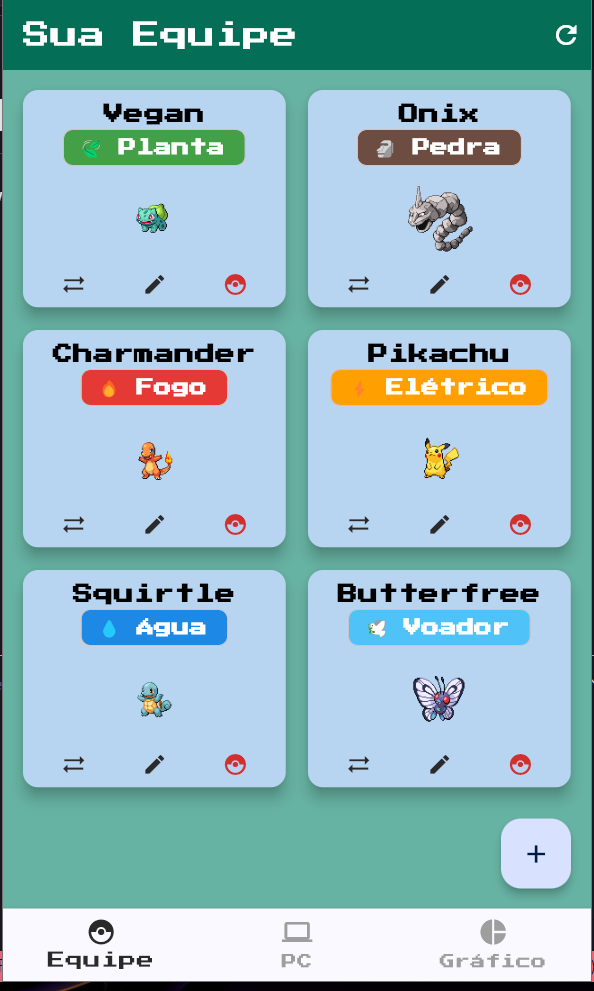 Sua Equipe
Vegan
Planta
Onix
Pedra
Charmander
Fogo
Pikachu
Elétrico
Squirtle
Água
Butterfree
Voador
+
Equipe
PC
Gráfico